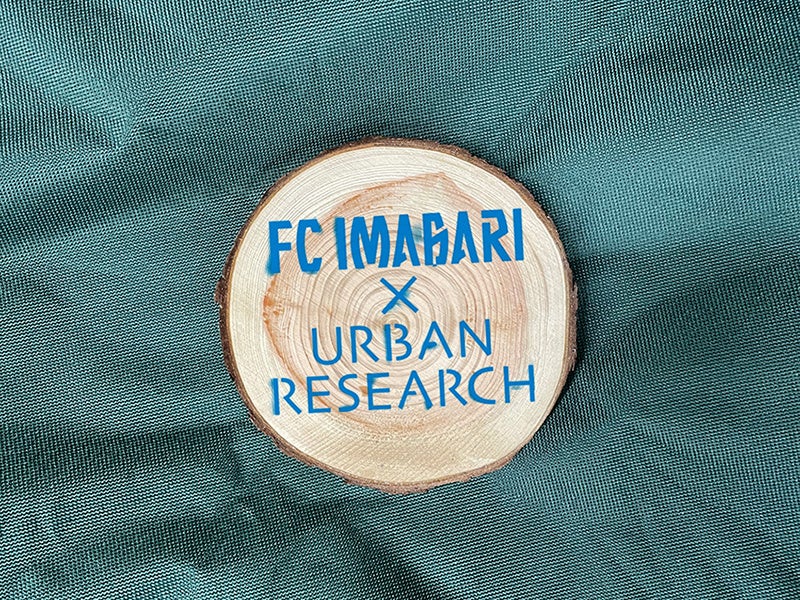 FC IMABARI
×
URBAN
RESEARCH